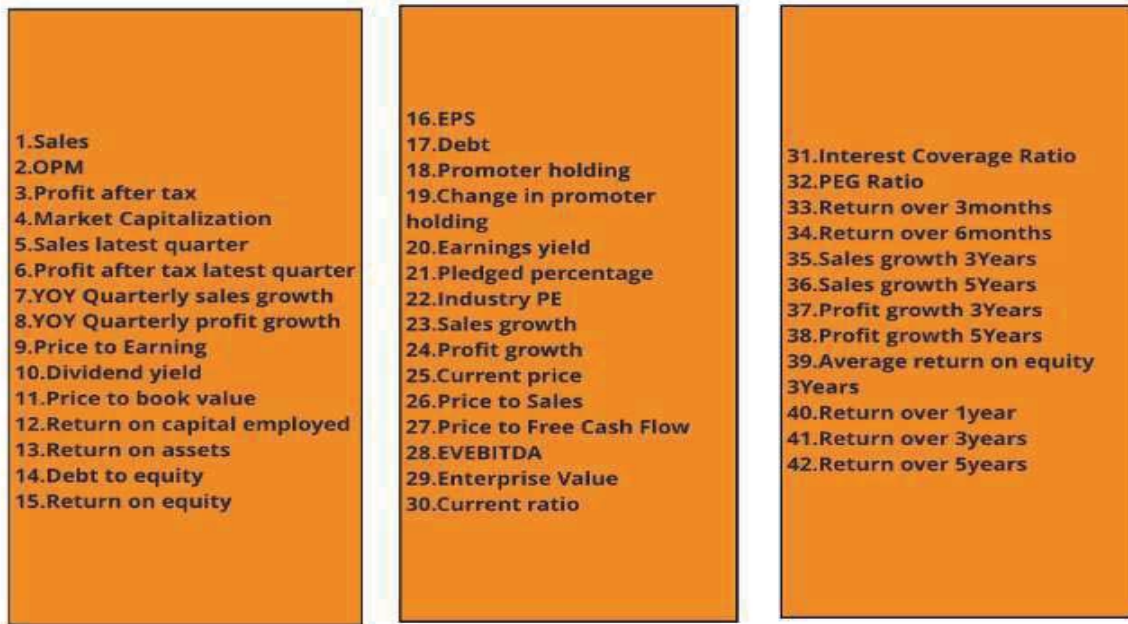 1.Sales
2.OPM
3.Profit after tax
4.Market Capitalization
5.Sales latest quarter
6.Profit after tax latest quarter
7.YOY Quarterly sales growth
8.YOY Quarterly profit growth
9.Price to Earning
10.Dividend yield
11.Price to book value
12.Return on capital employed
13.Return on assets
14.Debt to equity
15.Return on equity
16.EPS
17.Debt
18.Promoter holding
19.Change in promoter
holding
20.Earnings yield
21.Pledged percentage
22.Industry PE
23.Sales growth
24.Profit growth
25.Current price
26.Price to Sales
27.Price to Free Cash Flow
28.EVEBITDA
29.Enterprise Value
30.Current ratio
31.Interest Coverage Ratio
32.PEG Ratio
33.Return over 3months
34.Return over 6months
35.Sales growth 3Years
36.Sales growth 5Years
37.Profit growth 3Years
38.Profit growth 5Years
39.Average return on equity
3Years
40.Return over 1year
41.Return over 3years
42.Return over 5years